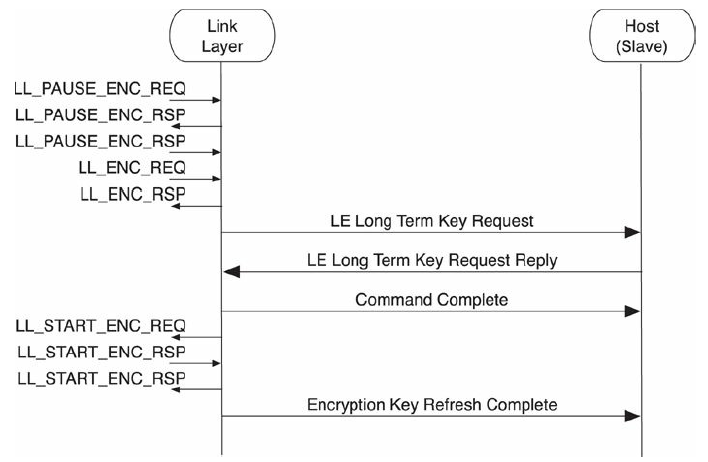 Link
Layer
Host
(Slave)
LL_PAUSE_ENC_REQ
LL_PAUSE_ENC_RSP
LL_PAUSE_ENC_RSP
LL_ENC_REQ
LL_ENC_RSP
LE Long Term Key Request
LE Long Term Key Request Reply
Command Complete
LL_START_ENC_REQ
LL_START_ENC_RSP
LL_START_ENC_RSP
Encryption Key Refresh Complete